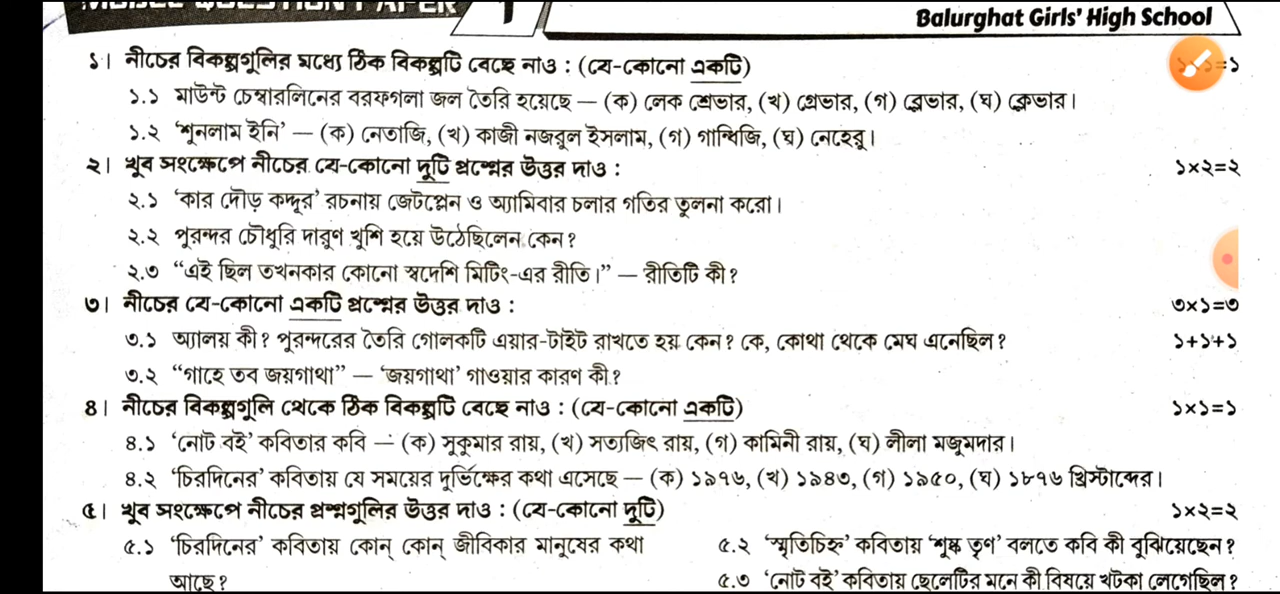 MODEL QUESTION PAPER 1 Balurghat Girls' High School
১। নীচের বিকল্পগুলির মধ্যে ঠিক বিকল্পটি বেছে নাও : (যে-কোনো একটি) ১×১=১
১.১ মাউন্ট চেম্বারলিনের বরফগলা জল তৈরি হয়েছে — (ক) লেক শ্রেভার, (খ) গ্রেভার, (গ) ব্রেভার, (ঘ) ক্লেভার।
১.২ ‘শুনলাম ইনি’ — (ক) নেতাজি, (খ) কাজী নজরুল ইসলাম, (গ) গান্ধিজি, (ঘ) নেহেরু।
২। খুব সংক্ষেপে নীচের যে-কোনো দুটি প্রশ্নের উত্তর দাও : ১×২=২
২.১ ‘কার দৌড় কদ্দূর’ রচনায় জেটপ্লেন ও অ্যামিবার চলার গতির তুলনা করো।
২.২ পুরন্দর চৌধুরি দারুণ খুশি হয়ে উঠেছিলেন কেন?
২.৩ “এই ছিল তখনকার কোনো স্বদেশি মিটিং-এর রীতি।” — রীতিটি কী?
৩। নীচের যে-কোনো একটি প্রশ্নের উত্তর দাও : ৩×১=৩
৩.১ অ্যালয় কী? পুরন্দরের তৈরি গোলকটি এয়ার-টাইট রাখতে হয় কেন? কে, কোথা থেকে মেঘ এনেছিল? ১+১+১
৩.২ “গাহে তব জয়গাথা” — ‘জয়গাথা’ গাওয়ার কারণ কী?
৪। নীচের বিকল্পগুলি থেকে ঠিক বিকল্পটি বেছে নাও : (যে-কোনো একটি) ১×১=১
৪.১ ‘নোট বই’ কবিতার কবি — (ক) সুকুমার রায়, (খ) সত্যজিৎ রায়, (গ) কামিনী রায়, (ঘ) লীলা মজুমদার।
৪.২ ‘চিরদিনের’ কবিতায় যে সময়ের দুর্ভিক্ষের কথা এসেছে — (ক) ১৯৭৬, (খ) ১৯৪৩, (গ) ১৯৫০, (ঘ) ১৮৭৬ খ্রিস্টাব্দের।
৫। খুব সংক্ষেপে নীচের প্রশ্নগুলির উত্তর দাও : (যে-কোনো দুটি) ১×২=২
৫.১ ‘চিরদিনের’ কবিতায় কোন্ কোন্ জীবিকার মানুষের কথা ৫.২ ‘স্মৃতিচিহ্ন’ কবিতায় ‘শুষ্ক তৃণ’ বলতে কবি কী বুঝিয়েছেন?
আছে? ৫.৩ ‘নোট বই’ কবিতায় ছেলেটির মনে কী বিষয়ে খটকা লেগেছিল?